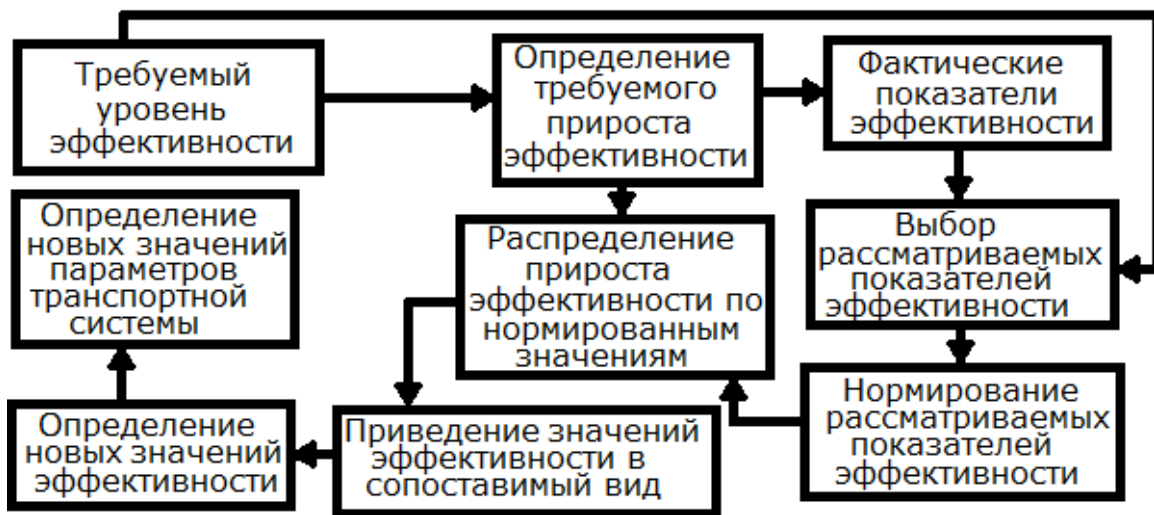 Требуемый
уровень
эффективности
Определение
требуемого
прироста
эффективности
Фактические
показатели
эффективности
Определение
новых значений
параметров
транспортной
системы
Распределение
прироста
эффективности по
нормированным
значениям
Выбор
рассматриваемых
показателей
эффективности
Определение
новых значений
эффективности
Приведение значений
эффективности в
сопоставимый вид
Нормирование
рассматриваемых
показателей
эффективности